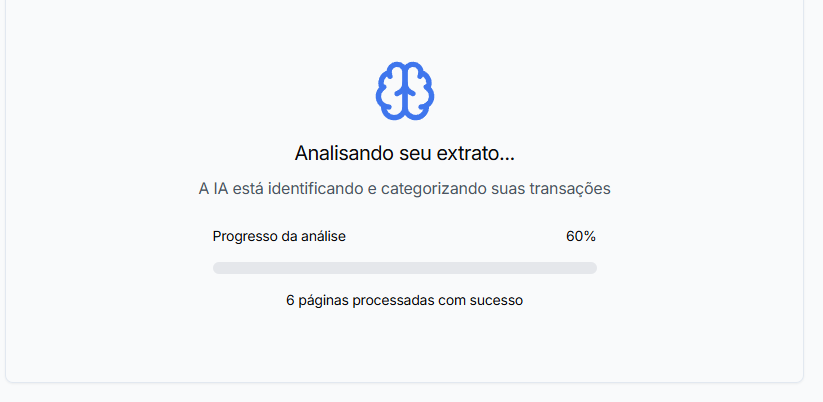 Analisando seu extrato...
A IA está identificando e categorizando suas transações
Progresso da análise 60%
6 páginas processadas com sucesso